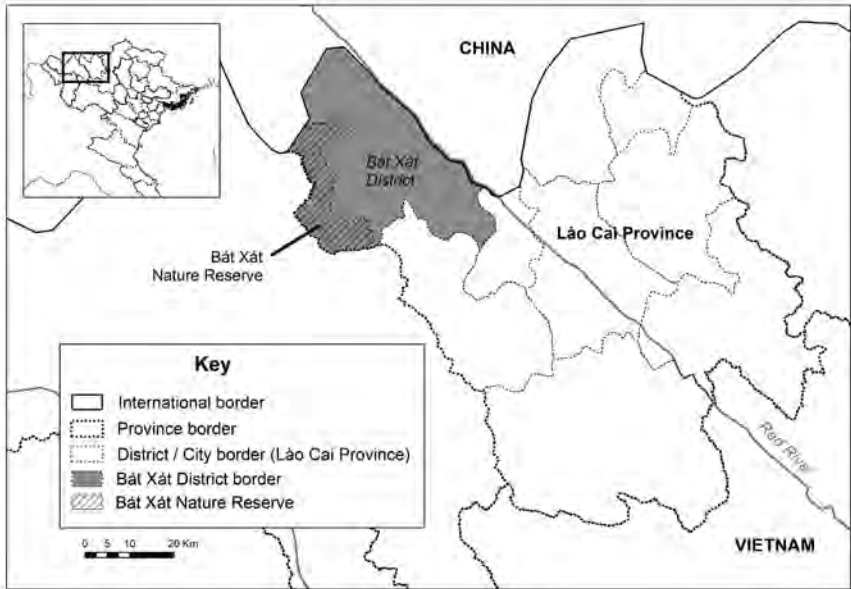 CHINA
Bát Xát
District
Lào Cai Province
Bát Xát
Nature Reserve
Key
International border
Province border
District / City border (Lào Cai Province)
Bát Xát District border
Bát Xát Nature Reserve
Red River
0 5 10 20 Km
VIETNAM